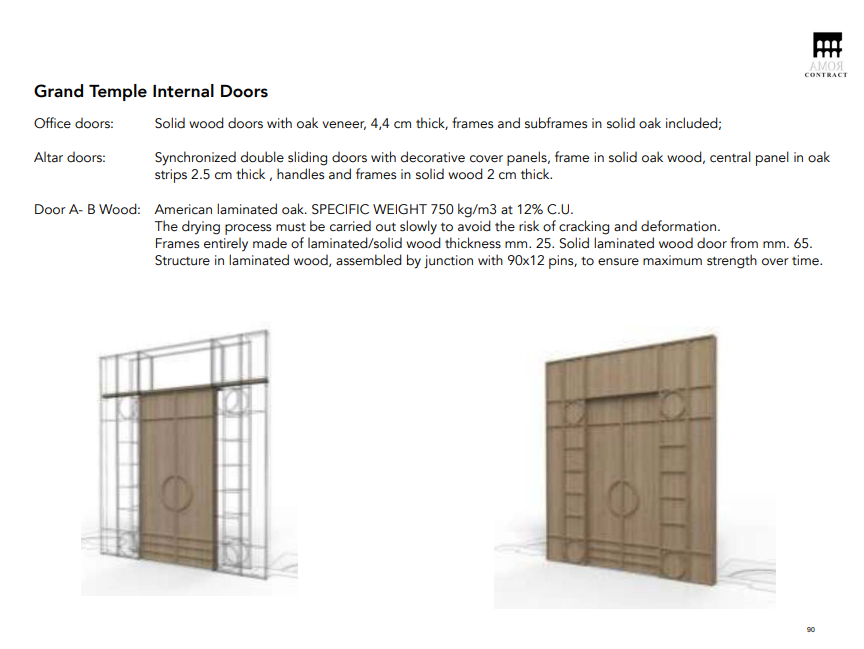 AMOЯ
CONTRACT
Grand Temple Internal Doors
Office doors: Solid wood doors with oak veneer, 4,4 cm thick, frames and subframes in solid oak included;
Altar doors: Synchronized double sliding doors with decorative cover panels, frame in solid oak wood, central panel in oak
strips 2.5 cm thick , handles and frames in solid wood 2 cm thick.
Door A- B Wood: American laminated oak. SPECIFIC WEIGHT 750 kg/m3 at 12% C.U.
The drying process must be carried out slowly to avoid the risk of cracking and deformation.
Frames entirely made of laminated/solid wood thickness mm. 25. Solid laminated wood door from mm. 65.
Structure in laminated wood, assembled by junction with 90x12 pins, to ensure maximum strength over time.
90